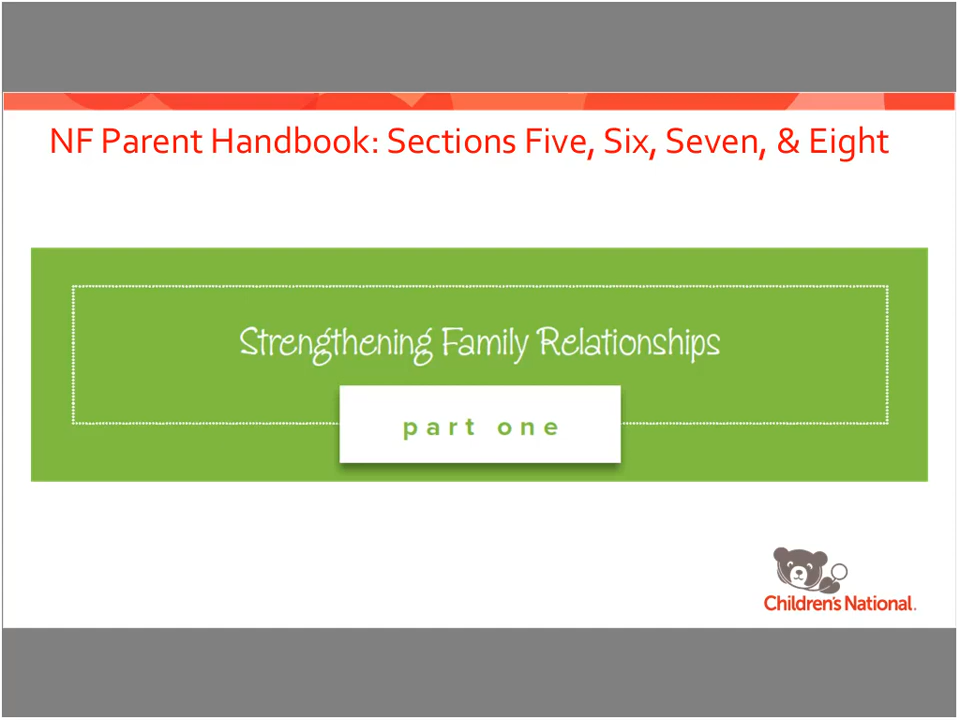 NF Parent Handbook: Sections Five, Six, Seven, & Eight
Strengthening Family Relationships
part one
Children's National.